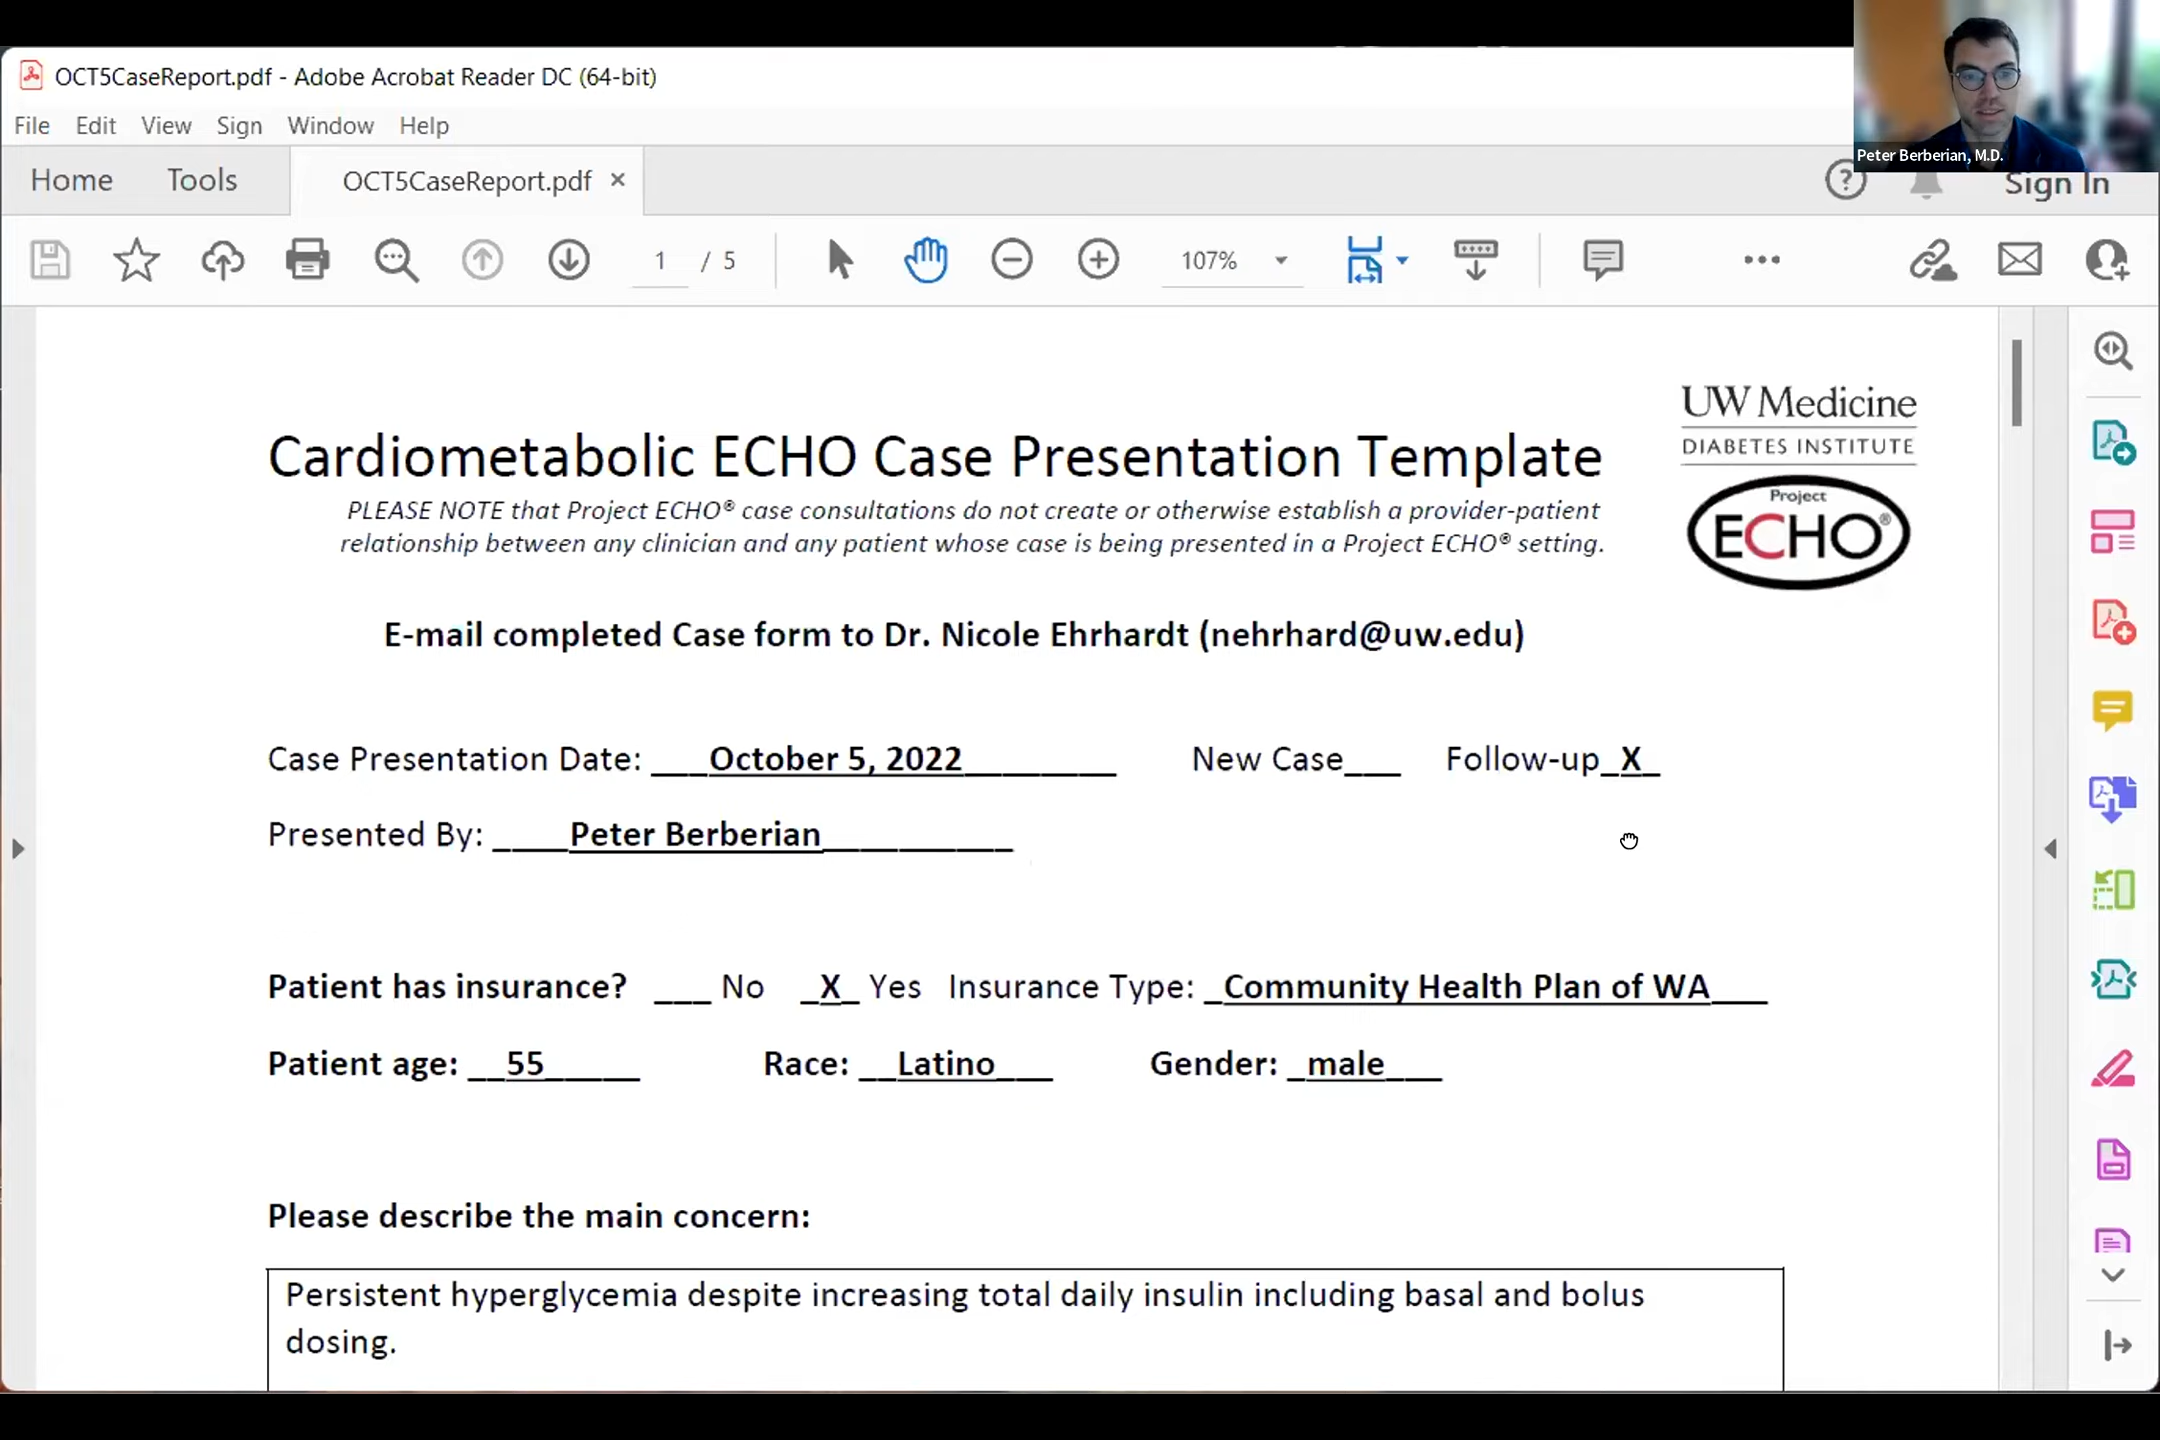 OCT5CaseReport.pdf - Adobe Acrobat Reader DC (64-bit)
Peter Berberian, M.D.
File Edit View Sign Window Help
Home Tools OCT5CaseReport.pdf × ? Sign In
1 / 5 107%
UW Medicine
DIABETES INSTITUTE
Project
ECHO®
Cardiometabolic ECHO Case Presentation Template
PLEASE NOTE that Project ECHO® case consultations do not create or otherwise establish a provider-patient
relationship between any clinician and any patient whose case is being presented in a Project ECHO® setting.
E-mail completed Case form to Dr. Nicole Ehrhardt (nehrhard@uw.edu)
Case Presentation Date: ___October 5, 2022________ New Case___ Follow-up_X_
Presented By: ____Peter Berberian__________
Patient has insurance? ___ No _X_ Yes Insurance Type: _Community Health Plan of WA___
Patient age: __55_____ Race: __Latino___ Gender: _male___
Please describe the main concern:
Persistent hyperglycemia despite increasing total daily insulin including basal and bolus
dosing.